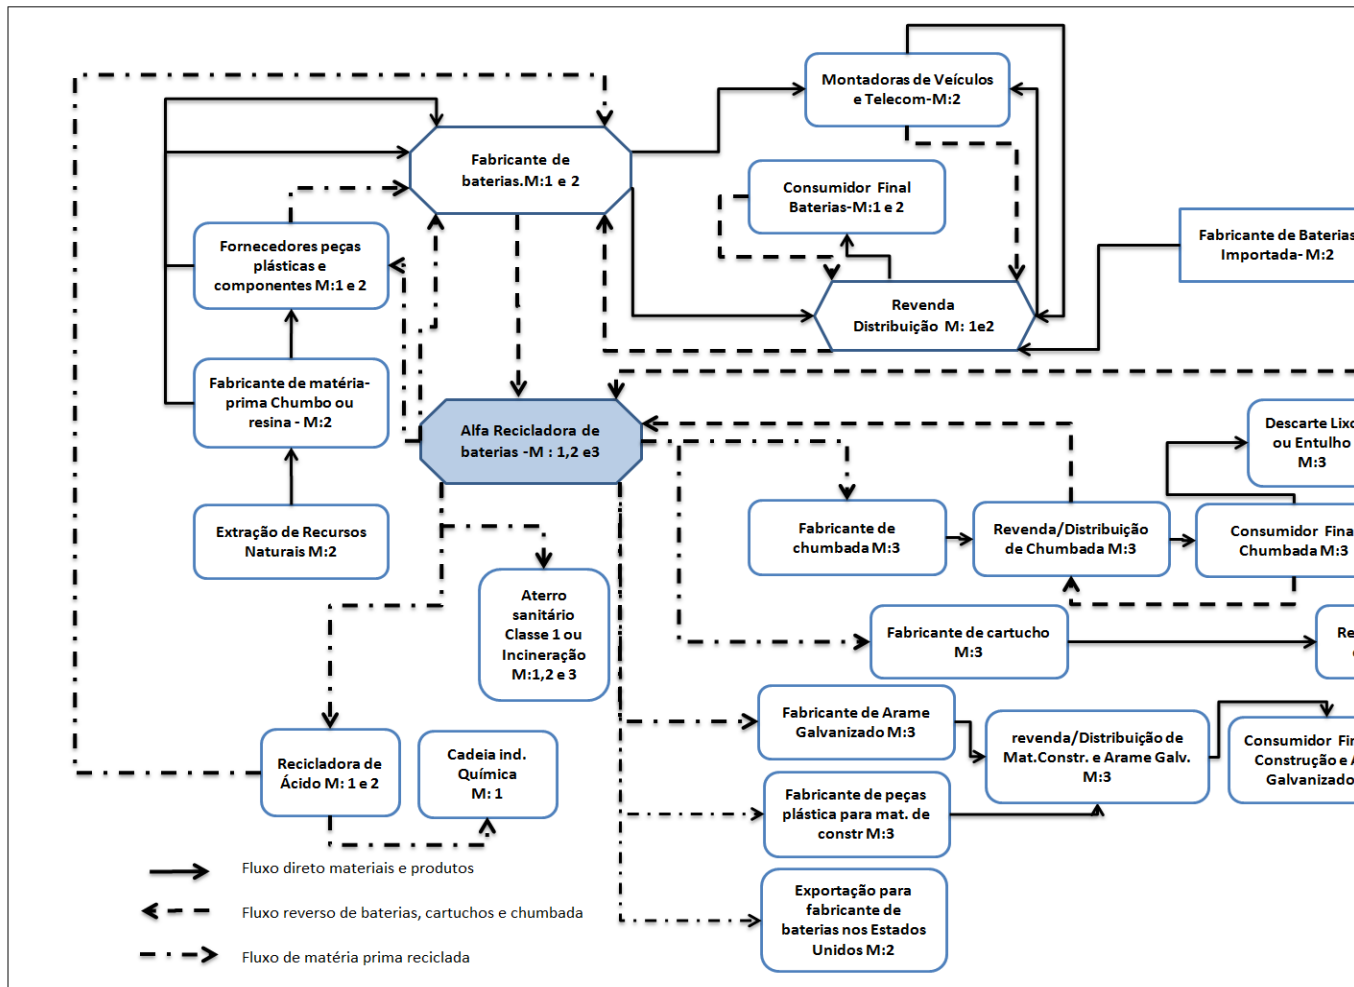 Montadoras de Veículos
e Telecom-M:2
Fabricante de
baterias.M:1 e 2
Consumidor Final
Baterias-M:1 e 2
Fornecedores peças
plásticas e
componentes M:1 e 2
Fabricante de Baterias
Importada- M:2
Revenda
Distribuição M: 1e2
Fabricante de matéria-
prima Chumbo ou
resina - M:2
Alfa Recicladora de
baterias -M : 1,2 e3
Descarte Lixo
ou Entulho
M:3
Extração de Recursos
Naturais M:2
Fabricante de
chumbada M:3
Revenda/Distribuição
de Chumbada M:3
Consumidor Final
Chumbada M:3
Aterro
sanitário
Classe 1 ou
Incineração
M:1,2 e 3
Fabricante de cartucho
M:3
Re
Fabricante de Arame
Galvanizado M:3
revenda/Distribuição de
Mat.Constr. e Arame Galv.
M:3
Consumidor Fin
Construção e A
Galvanizado
Recicladora de
Ácido M: 1 e 2
Cadeia ind.
Química
M: 1
Fabricante de peças
plástica para mat. de
constr M:3
Exportação para
fabricante de
baterias nos Estados
Unidos M:2
Fluxo direto materiais e produtos
Fluxo reverso de baterias, cartuchos e chumbada
Fluxo de matéria prima reciclada